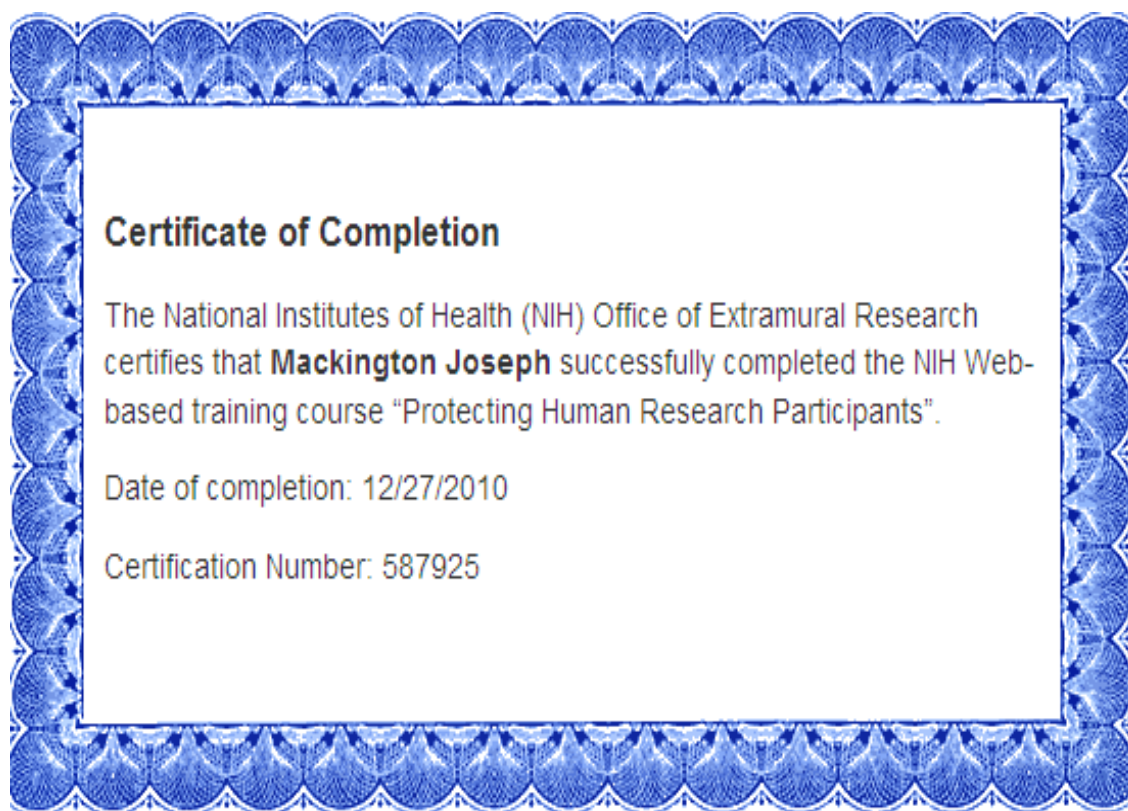 Certificate of Completion
The National Institutes of Health (NIH) Office of Extramural Research
certifies that Mackington Joseph successfully completed the NIH Web-
based training course “Protecting Human Research Participants”.
Date of completion: 12/27/2010
Certification Number: 587925